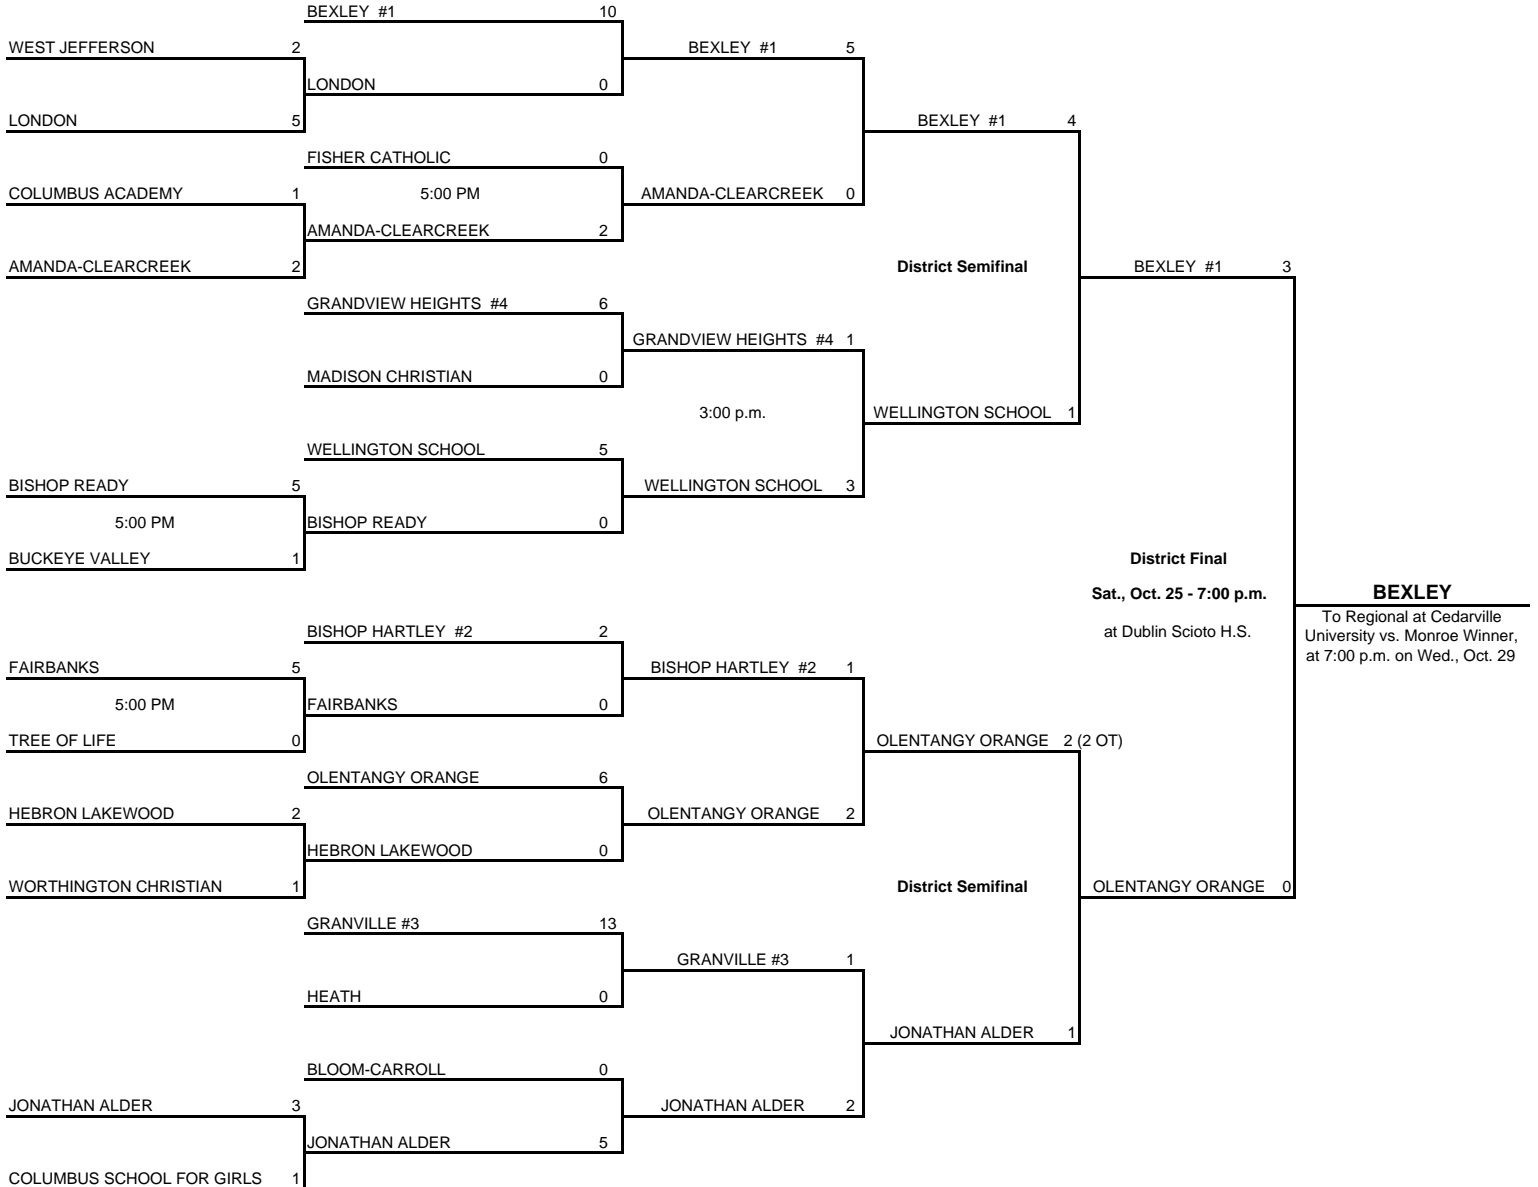 BEXLEY #1 10
WEST JEFFERSON 2
BEXLEY #1 5
LONDON 0
LONDON 5
BEXLEY #1 4
FISHER CATHOLIC 0
COLUMBUS ACADEMY 1
5:00 PM
AMANDA-CLEARCREEK 0
AMANDA-CLEARCREEK 2
AMANDA-CLEARCREEK 2
District Semifinal
BEXLEY #1 3
GRANDVIEW HEIGHTS #4 6
GRANDVIEW HEIGHTS #4 1
MADISON CHRISTIAN 0
3:00 p.m.
WELLINGTON SCHOOL 1
WELLINGTON SCHOOL 5
BISHOP READY 5
WELLINGTON SCHOOL 3
5:00 PM
BISHOP READY 0
BUCKEYE VALLEY 1
District Final
Sat., Oct. 25 - 7:00 p.m.
BEXLEY
To Regional at Cedarville
University vs. Monroe Winner,
at 7:00 p.m. on Wed., Oct. 29
at Dublin Scioto H.S.
BISHOP HARTLEY #2 2
FAIRBANKS 5
BISHOP HARTLEY #2 1
5:00 PM
FAIRBANKS 0
TREE OF LIFE 0
OLENTANGY ORANGE 2 (2 OT)
OLENTANGY ORANGE 6
HEBRON LAKEWOOD 2
OLENTANGY ORANGE 2
HEBRON LAKEWOOD 0
WORTHINGTON CHRISTIAN 1
District Semifinal
OLENTANGY ORANGE 0
GRANVILLE #3 13
GRANVILLE #3 1
HEATH 0
JONATHAN ALDER 1
BLOOM-CARROLL 0
JONATHAN ALDER 3
JONATHAN ALDER 2
JONATHAN ALDER 5
COLUMBUS SCHOOL FOR GIRLS 1